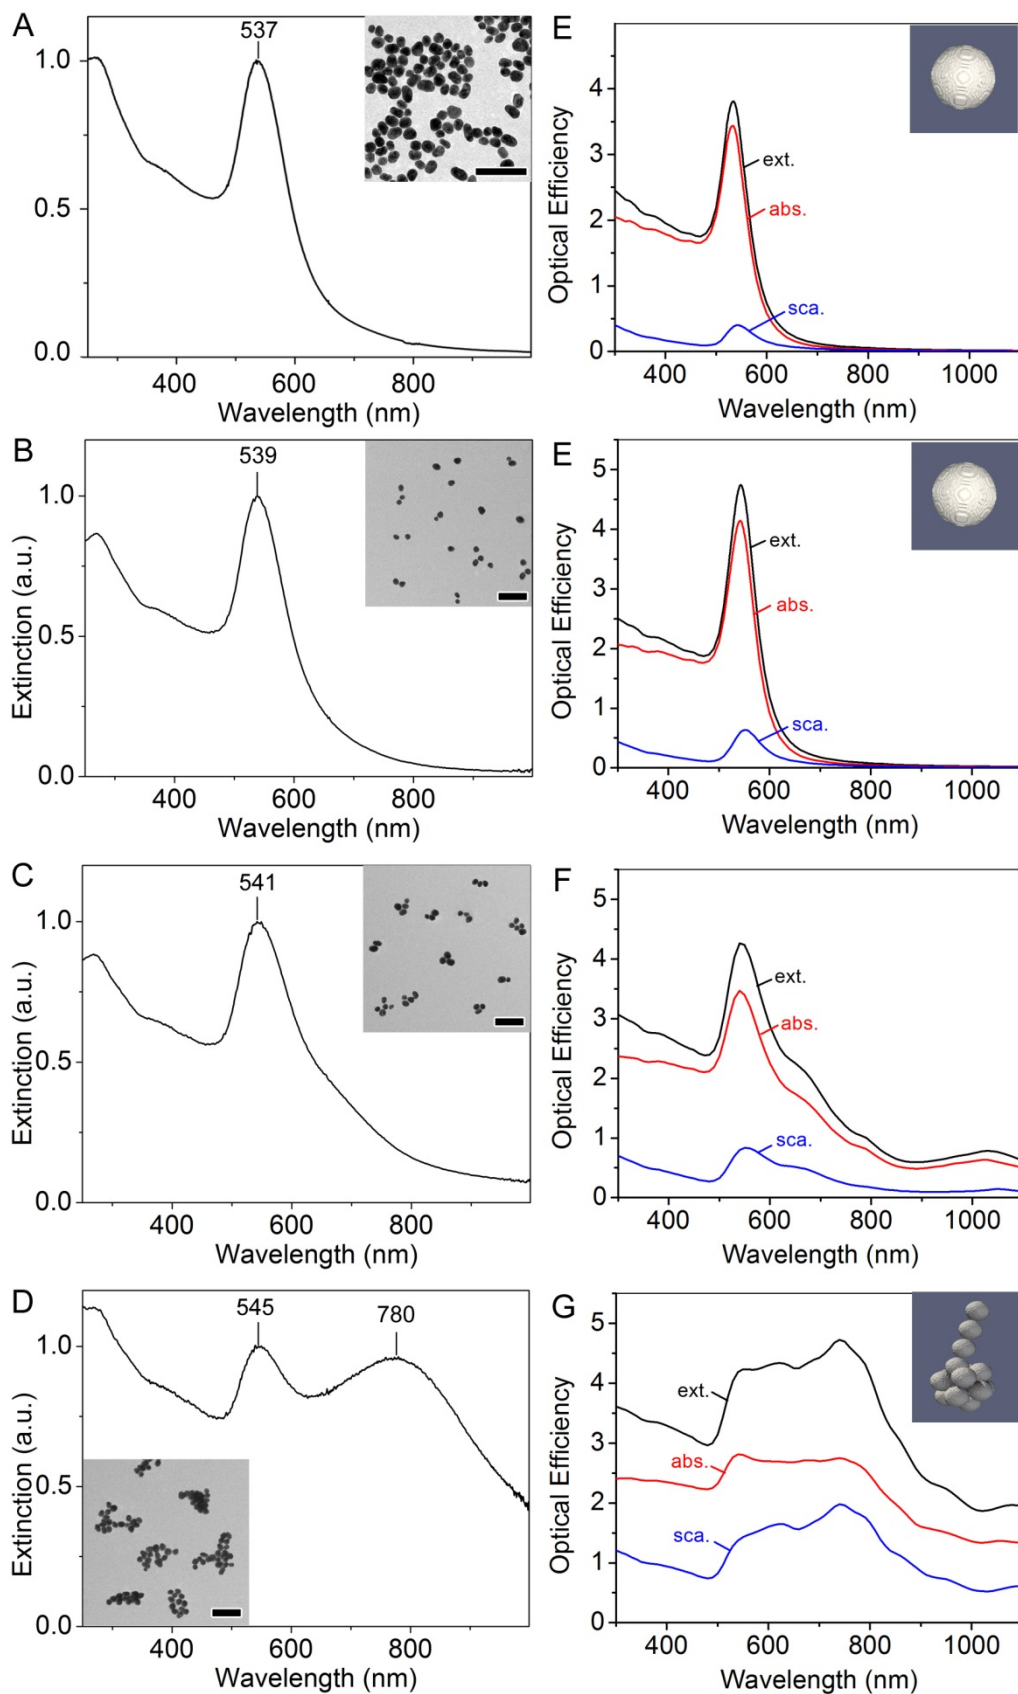 A
537
1.0
0.5
0.0
400 600 800
Wavelength (nm)
E
4
3
2
1
0
Optical Efficiency
ext.
abs.
sca.
400 600 800 1000
Wavelength (nm)
B
539
1.0
0.5
0.0
Extinction (a.u.)
400 600 800
Wavelength (nm)
E
5
4
3
2
1
0
Optical Efficiency
ext.
abs.
sca.
400 600 800 1000
Wavelength (nm)
C
541
1.0
0.5
0.0
Extinction (a.u.)
400 600 800
Wavelength (nm)
F
5
4
3
2
1
0
Optical Efficiency
ext.
abs.
sca.
400 600 800 1000
Wavelength (nm)
D
545
780
1.0
0.5
0.0
Extinction (a.u.)
400 600 800
Wavelength (nm)
G
5
4
3
2
1
0
Optical Efficiency
ext.
abs.
sca.
400 600 800 1000
Wavelength (nm)